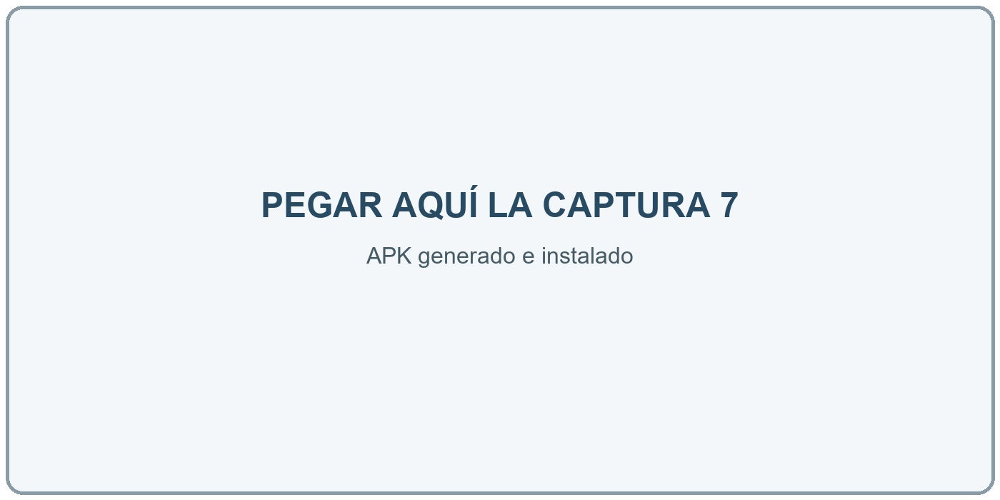 PEGAR AQUÍ LA CAPTURA 7
APK generado e instalado